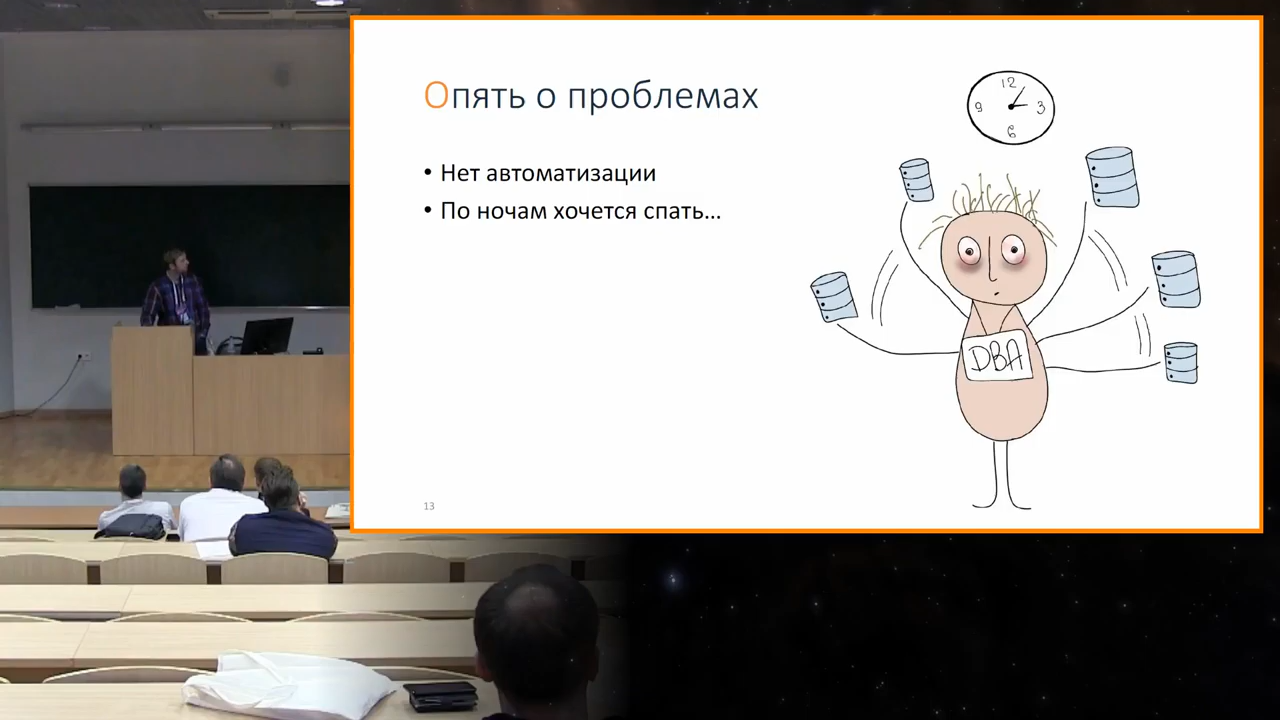 Опять о проблемах
• Нет автоматизации
• По ночам хочется спать...
12
9
3
6
DBA
13